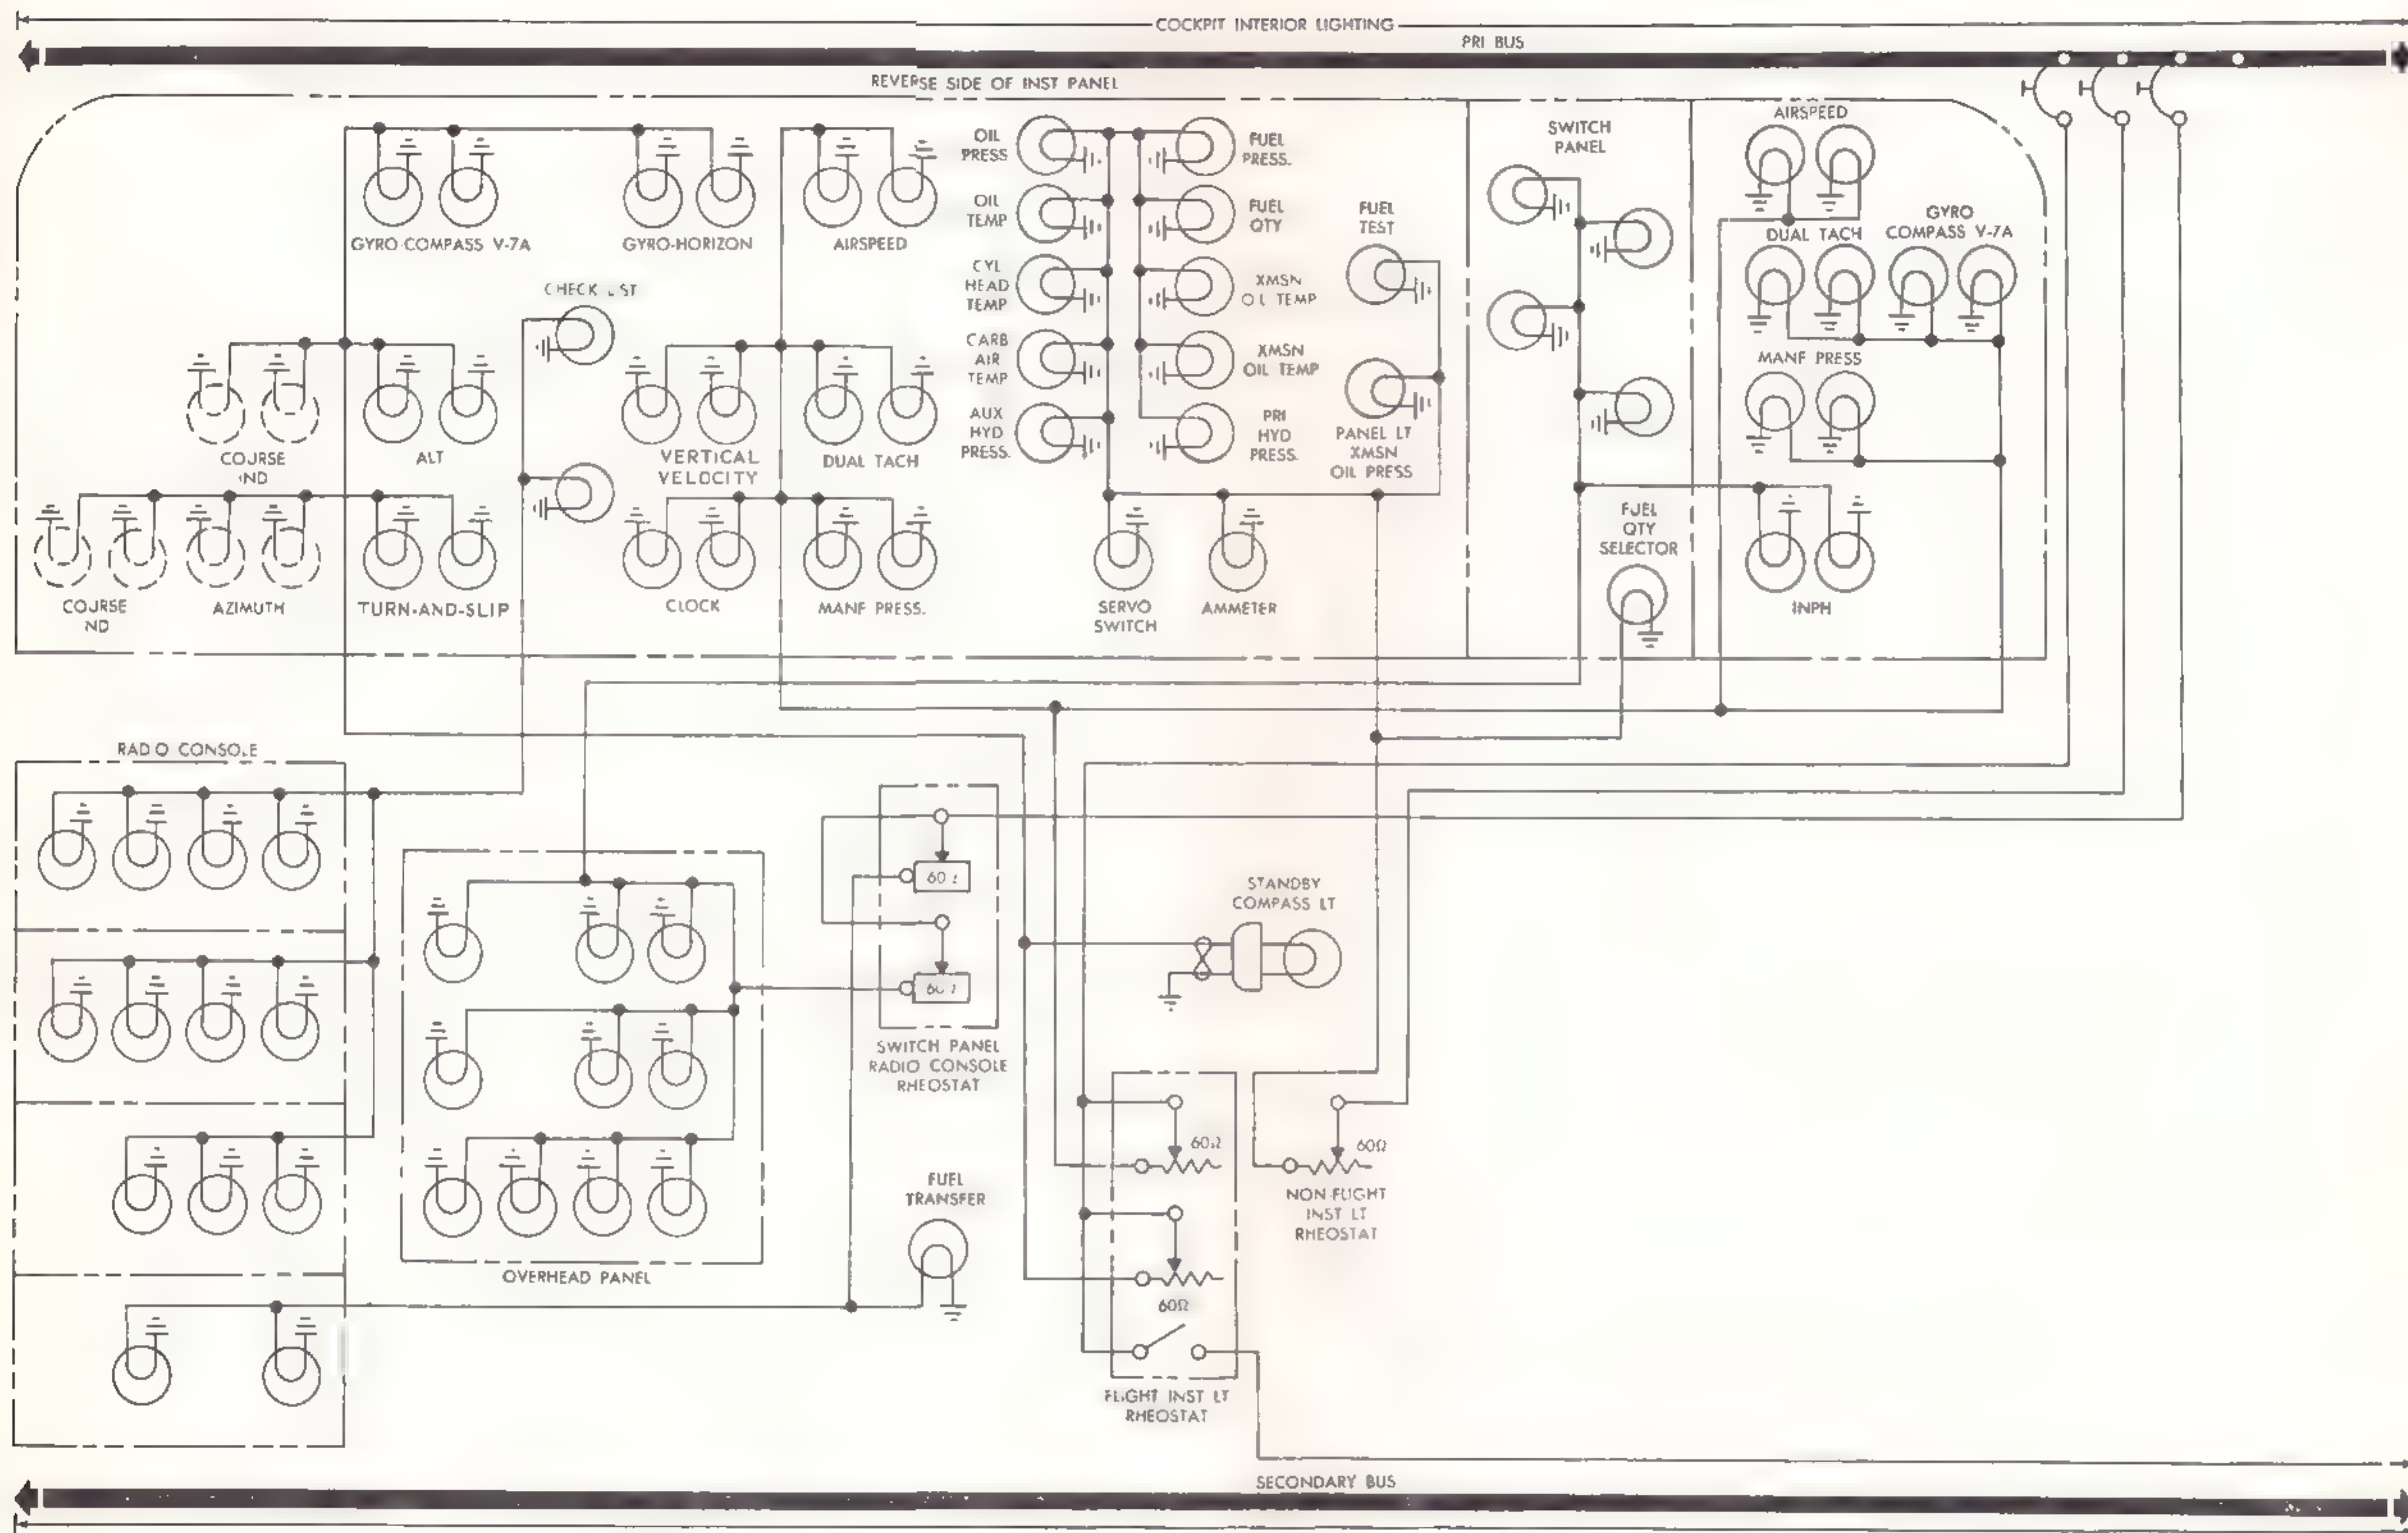 COCKPIT INTERIOR LIGHTING
PRI BUS
REVERSE SIDE OF INST PANEL
GYRO COMPASS V-7A
GYRO-HORIZON
AIRSPEED
OIL
PRESS
FUEL
PRESS.
OIL
TEMP
FUEL
QTY
CYL
HEAD
TEMP
XMSN
OIL TEMP
CARB
AIR
TEMP
XMSN
OIL TEMP
AUX
HYD
PRESS.
PRI
HYD
PRESS.
FUEL
TEST
PANEL LT
XMSN
OIL PRESS
SWITCH
PANEL
AIRSPEED
DUAL TACH
GYRO
COMPASS V-7A
MANF PRESS
INPH
FUEL
QTY
SELECTOR
CHECK LIST
COURSE
IND
ALT
VERTICAL
VELOCITY
DUAL TACH
COURSE
IND
AZIMUTH
TURN-AND-SLIP
CLOCK
MANF PRESS.
SERVO
SWITCH
AMMETER
RADIO CONSOLE
60
60
SWITCH PANEL
RADIO CONSOLE
RHEOSTAT
STANDBY
COMPASS LT
OVERHEAD PANEL
FUEL
TRANSFER
60Ω
60Ω
NON-FLIGHT
INST LT
RHEOSTAT
60Ω
FLIGHT INST LT
RHEOSTAT
SECONDARY BUS